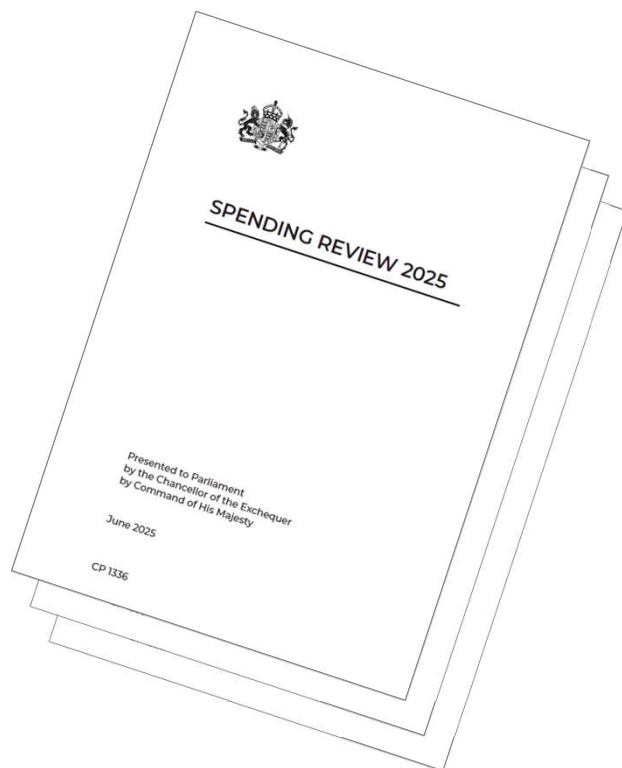 SPENDING REVIEW 2025
Presented to Parliament
by the Chancellor of the Exchequer
by Command of His Majesty
June 2025
CP 1336